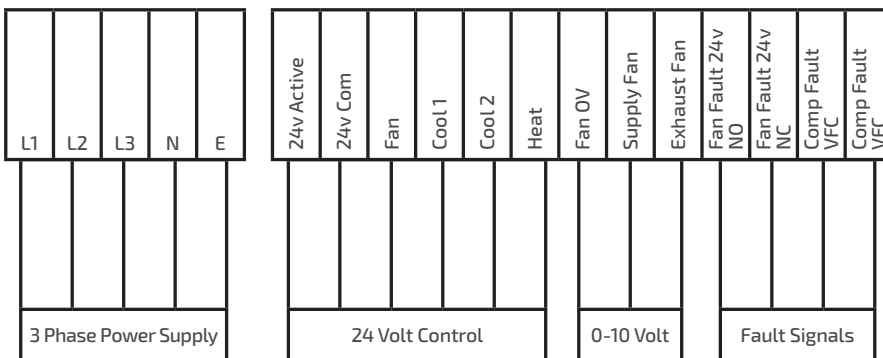 L1
L2
L3
N
E
24v Active
24v Com
Fan
Cool 1
Cool 2
Heat
Fan 0V
Supply Fan
Exhaust Fan
Fan Fault 24v
NO
Fan Fault 24v
NC
Comp Fault
VFC
Comp Fault
VFC
3 Phase Power Supply
24 Volt Control
0-10 Volt
Fault Signals